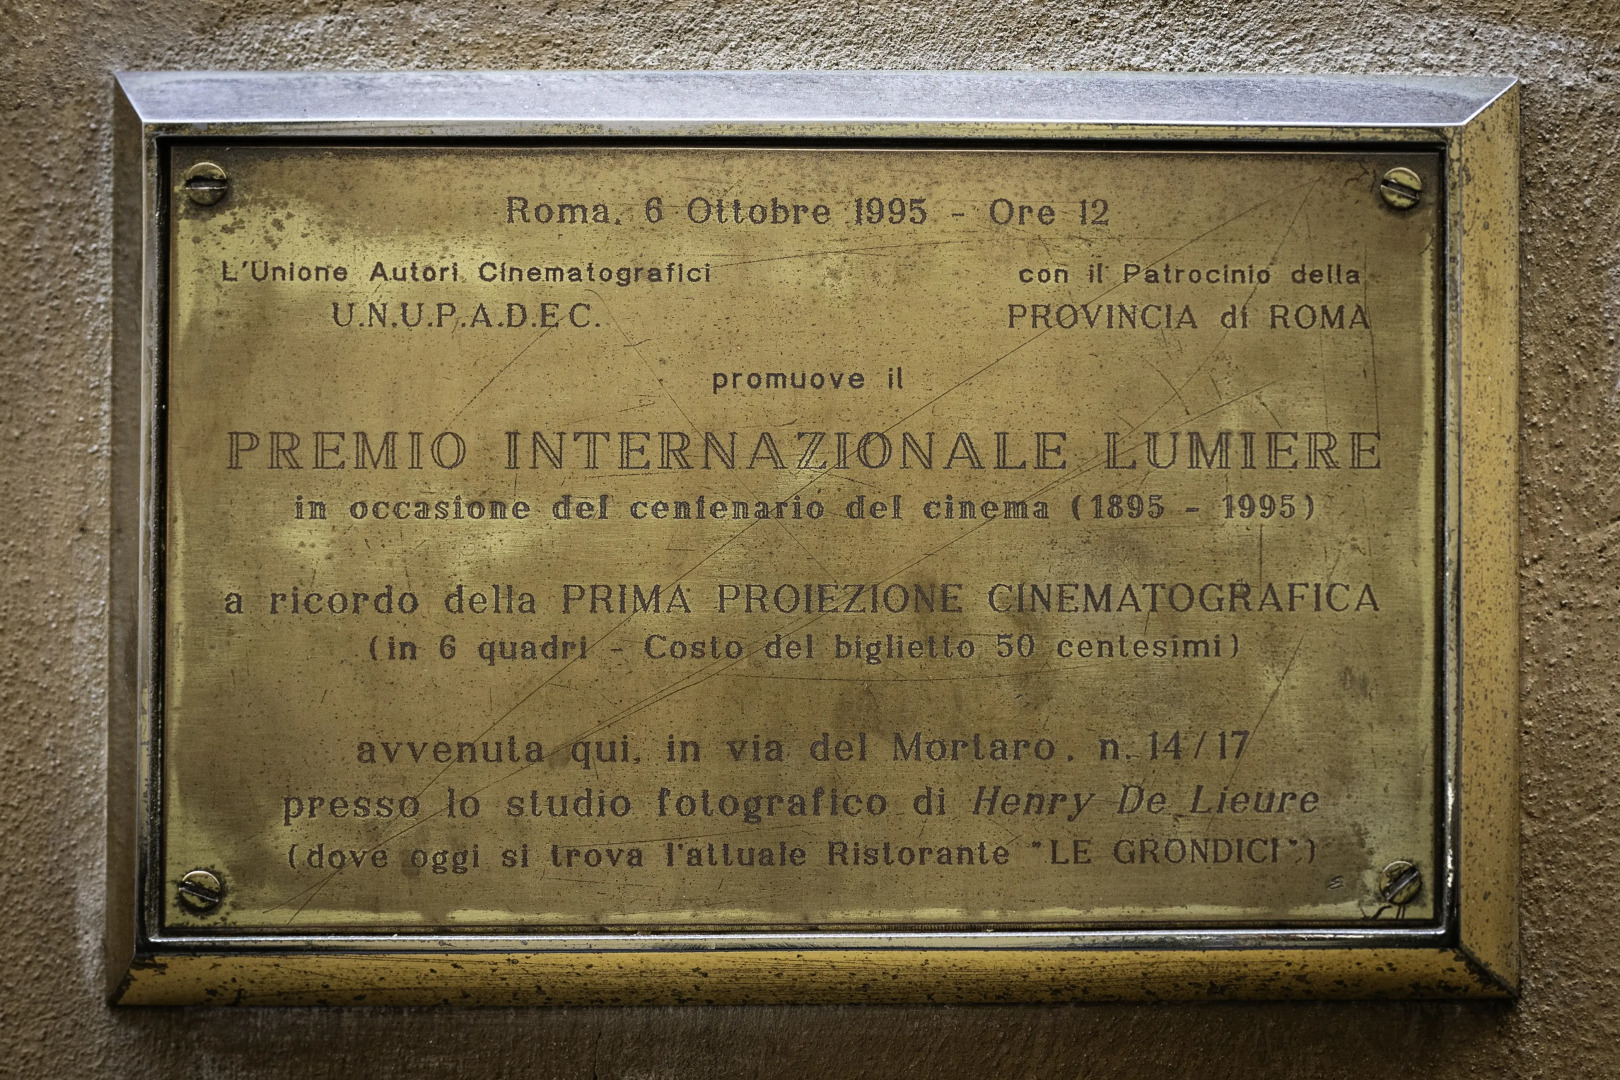 Roma, 6 Ottobre 1995 - Ore 12
L'Unione Autori Cinematografici
con il Patrocinio della
U.N.U.P.A.D.E.C.
PROVINCIA di ROMA
promuove il
PREMIO INTERNAZIONALE LUMIERE
in occasione del centenario del cinema (1895 - 1995)
a ricordo della PRIMA PROIEZIONE CINEMATOGRAFICA
(in 6 quadri - Costo del biglietto 50 centesimi)
avvenuta qui, in via del Mortaro, n. 14/17
presso lo studio fotografico di Henry De Lieure
(dove oggi si trova l'attuale Ristorante "LE GRONDICI")